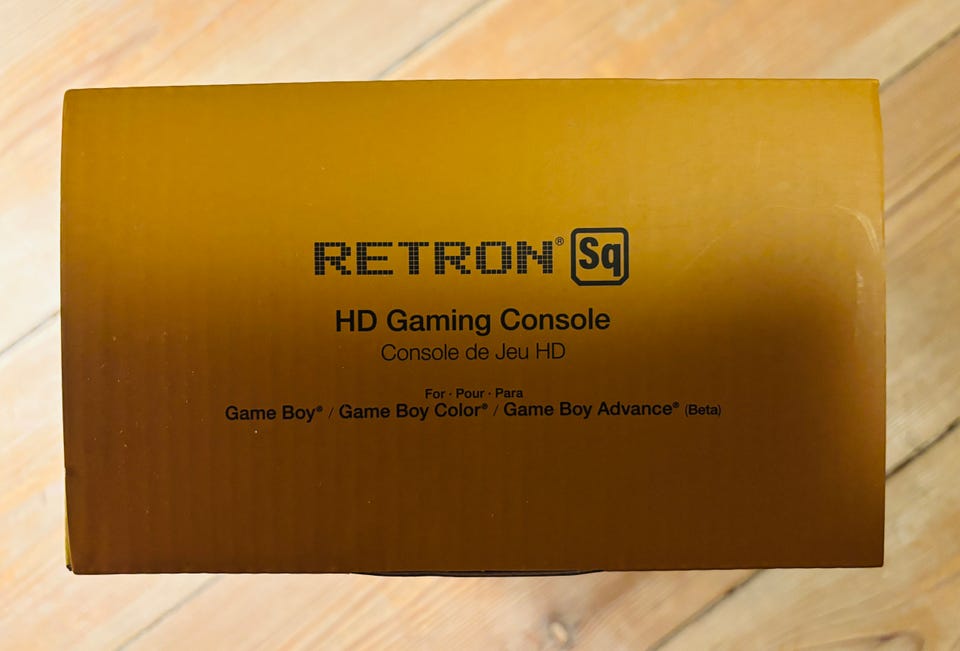 RETRON® Sq
HD Gaming Console
Console de Jeu HD
For · Pour · Para
Game Boy® / Game Boy Color® / Game Boy Advance® (Beta)